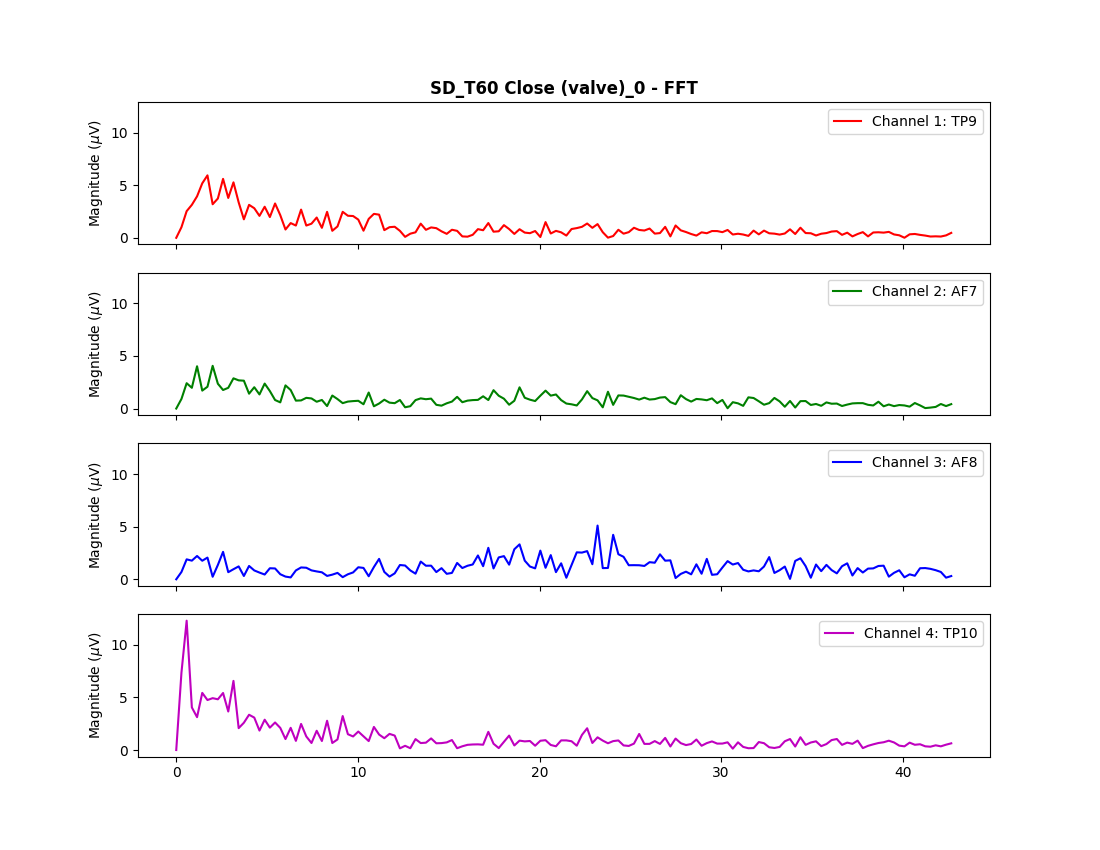 SD_T60 Close (valve)_0 - FFT
Magnitude (μV)
10
5
0
Channel 1: TP9
Magnitude (μV)
10
5
0
Channel 2: AF7
Magnitude (μV)
10
5
0
Channel 3: AF8
Magnitude (μV)
10
5
0
Channel 4: TP10
0 10 20 30 40